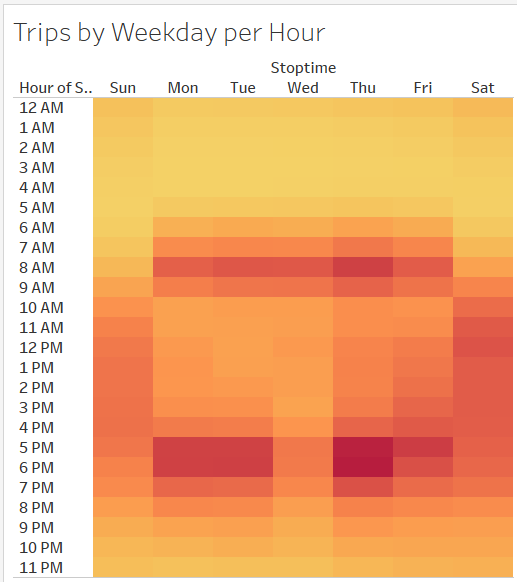 Trips by Weekday per Hour
Stoptime
Hour of S.. Sun Mon Tue Wed Thu Fri Sat
12 AM
1 AM
2 AM
3 AM
4 AM
5 AM
6 AM
7 AM
8 AM
9 AM
10 AM
11 AM
12 PM
1 PM
2 PM
3 PM
4 PM
5 PM
6 PM
7 PM
8 PM
9 PM
10 PM
11 PM